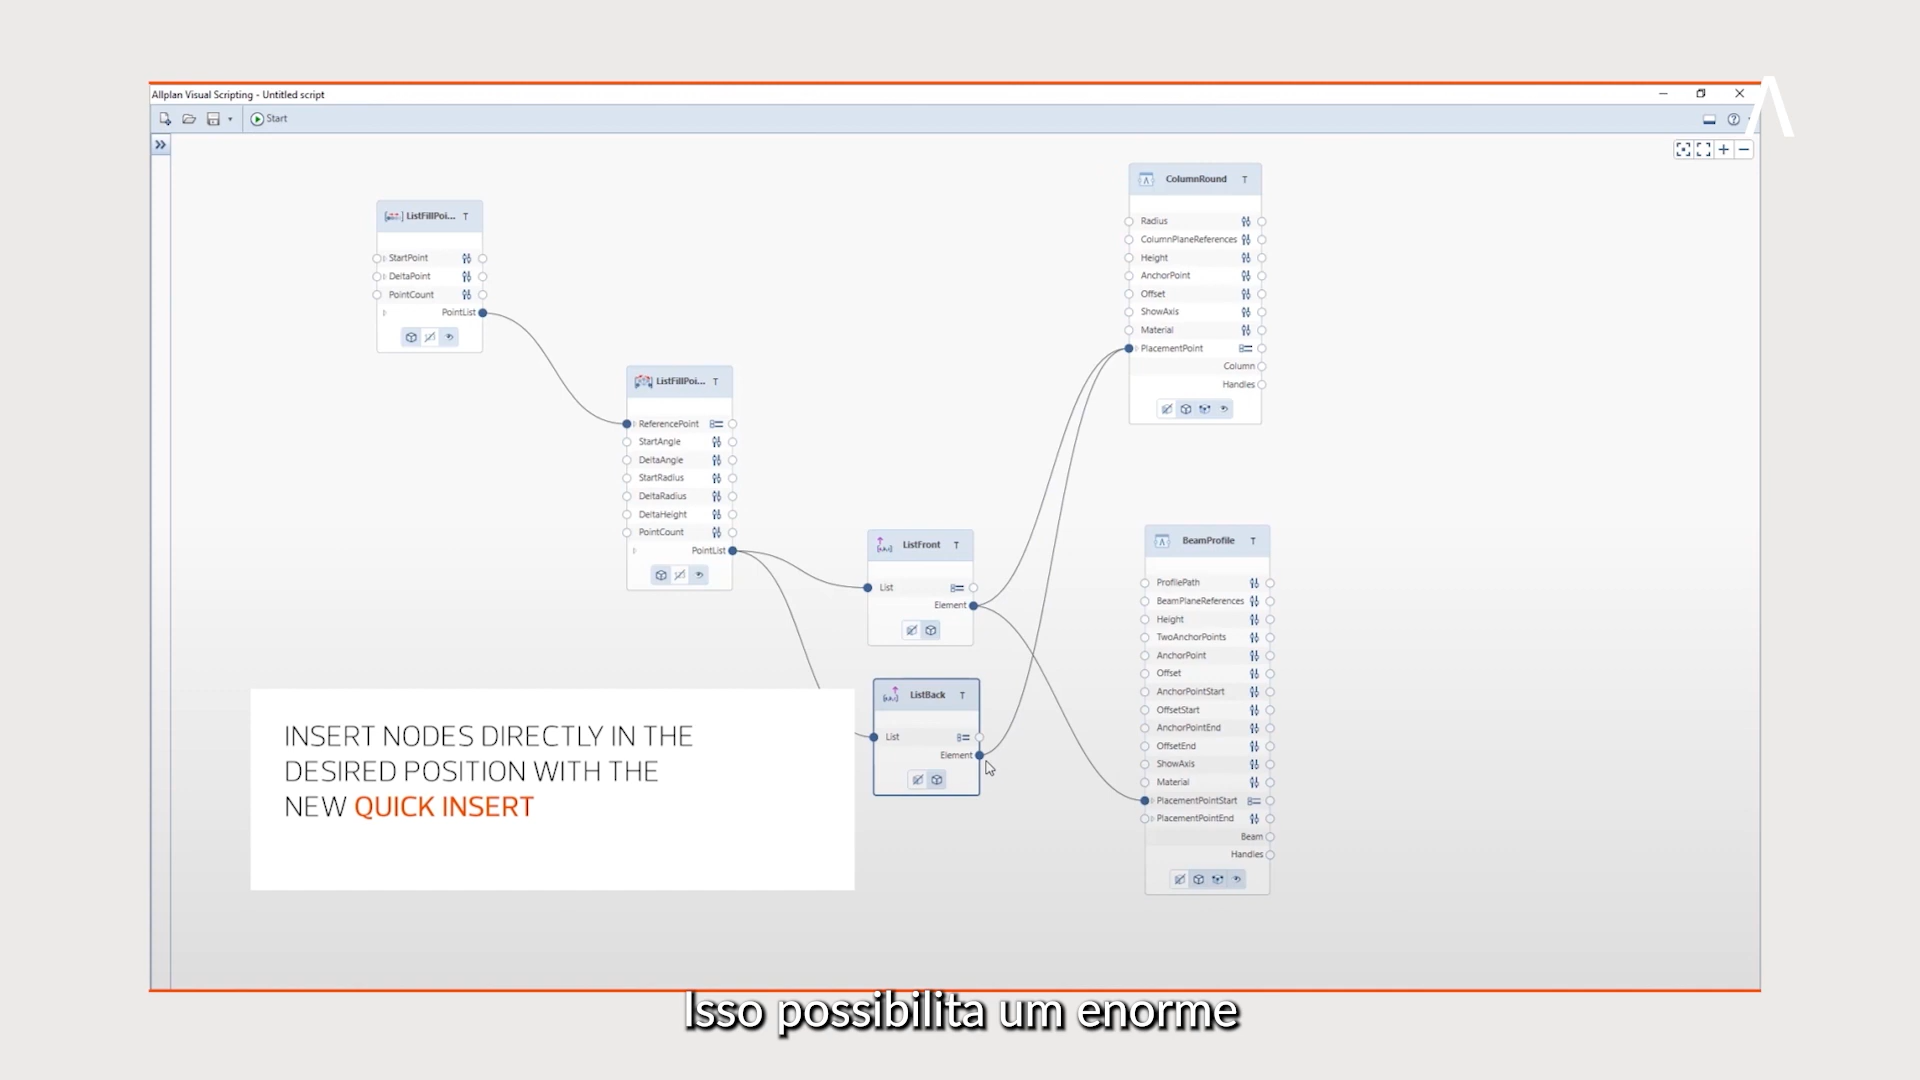 Allplan Visual Scripting - Untitled script
Start
ListFillPoi... T
StartPoint
DeltaPoint
PointCount
PointList
ListFillPoi... T
ReferencePoint
StartAngle
DeltaAngle
StartRadius
DeltaRadius
DeltaHeight
PointCount
PointList
ListFront T
List
Element
ListBack T
List
Element
ColumnRound T
Radius
ColumnPlaneReferences
Height
AnchorPoint
Offset
ShowAxis
Material
PlacementPoint
Column
Handles
BeamProfile T
ProfilePath
BeamPlaneReferences
Height
TwoAnchorPoints
AnchorPoint
Offset
AnchorPointStart
OffsetStart
AnchorPointEnd
OffsetEnd
ShowAxis
Material
PlacementPointStart
PlacementPointEnd
Beam
Handles
INSERT NODES DIRECTLY IN THE
DESIRED POSITION WITH THE
NEW QUICK INSERT
Isso possibilita um enorme